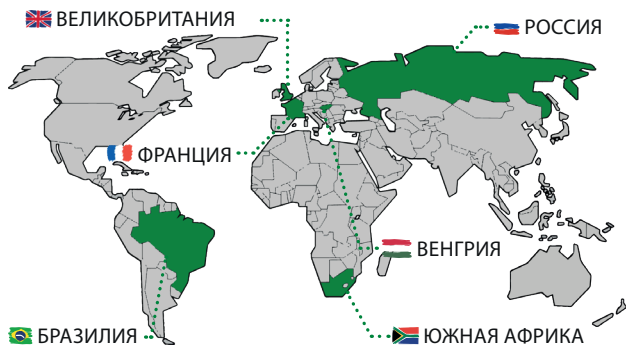 ВЕЛИКОБРИТАНИЯ
РОССИЯ
ФРАНЦИЯ
ВЕНГРИЯ
БРАЗИЛИЯ
ЮЖНАЯ АФРИКА